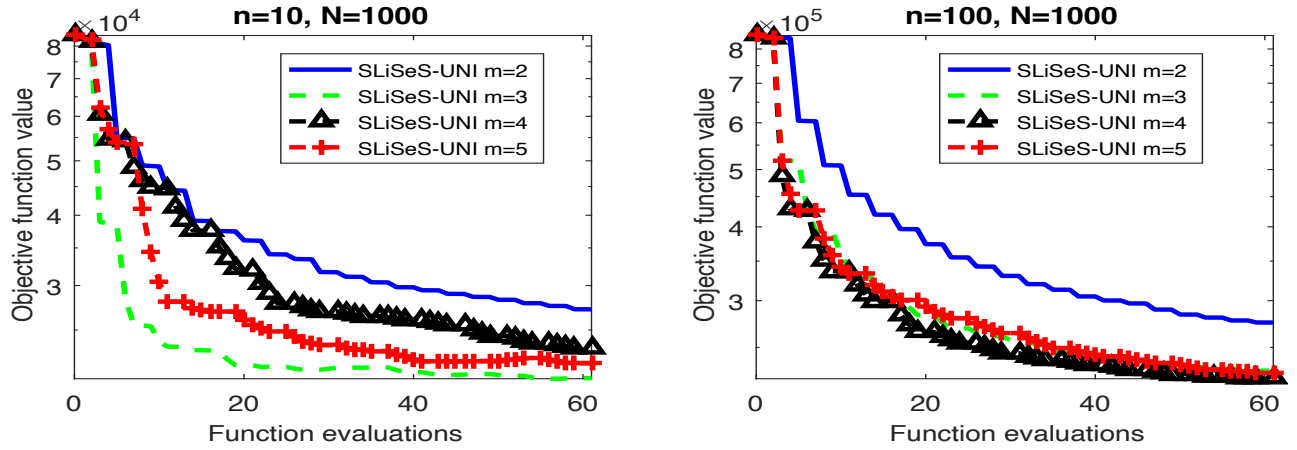 n=10, N=1000
× 10^4
8
7
6
5
4
3
Objective function value
SLiSeS-UNI m=2
SLiSeS-UNI m=3
SLiSeS-UNI m=4
SLiSeS-UNI m=5
0
20
40
60
Function evaluations
n=100, N=1000
× 10^5
8
7
6
5
4
3
Objective function value
SLiSeS-UNI m=2
SLiSeS-UNI m=3
SLiSeS-UNI m=4
SLiSeS-UNI m=5
0
20
40
60
Function evaluations